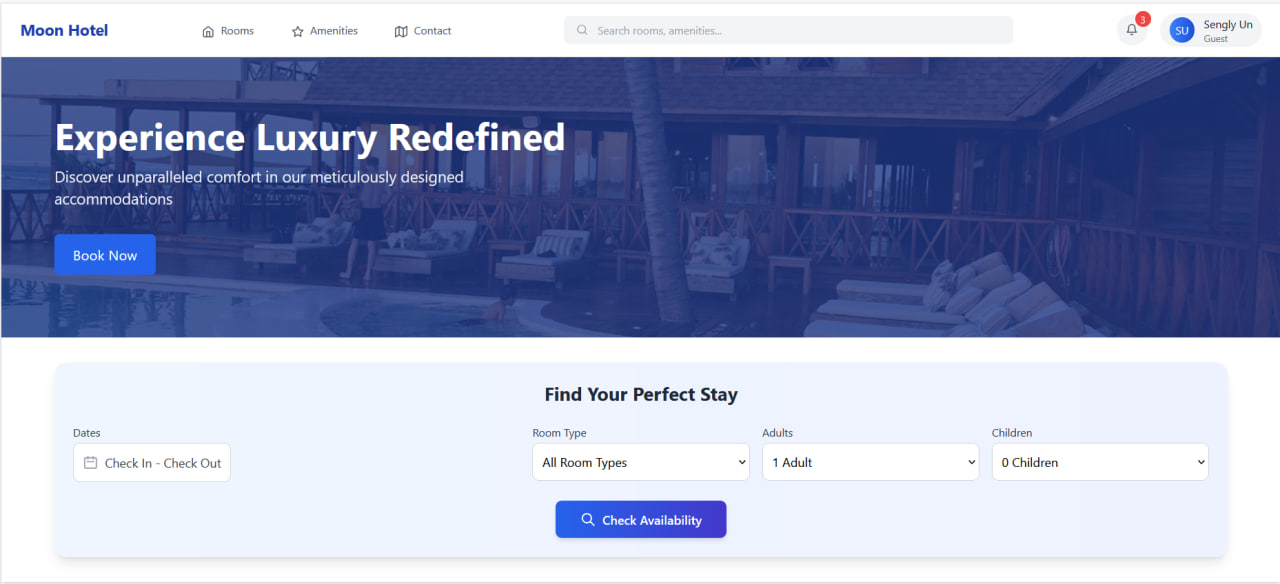 Moon Hotel
Rooms
Amenities
Contact
Search rooms, amenities...
3
SU
Sengly Un
Guest
Experience Luxury Redefined
Discover unparalleled comfort in our meticulously designed
accommodations
Book Now
Find Your Perfect Stay
Dates
Room Type
Adults
Children
Check In - Check Out
All Room Types
1 Adult
0 Children
Check Availability